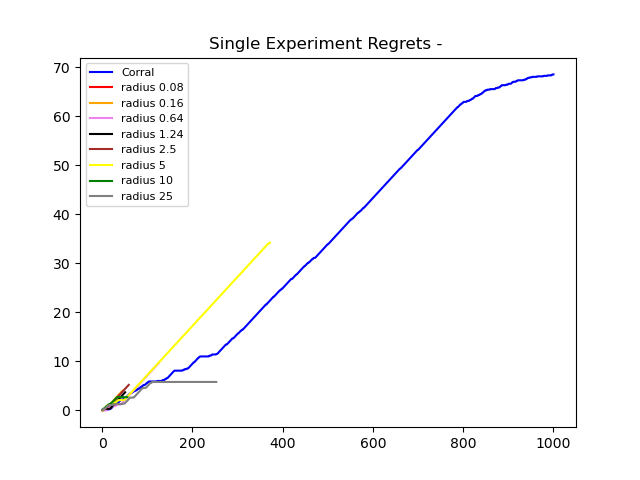 Single Experiment Regrets -
70
60
50
40
30
20
10
0
Corral
radius 0.08
radius 0.16
radius 0.64
radius 1.24
radius 2.5
radius 5
radius 10
radius 25
0
200
400
600
800
1000